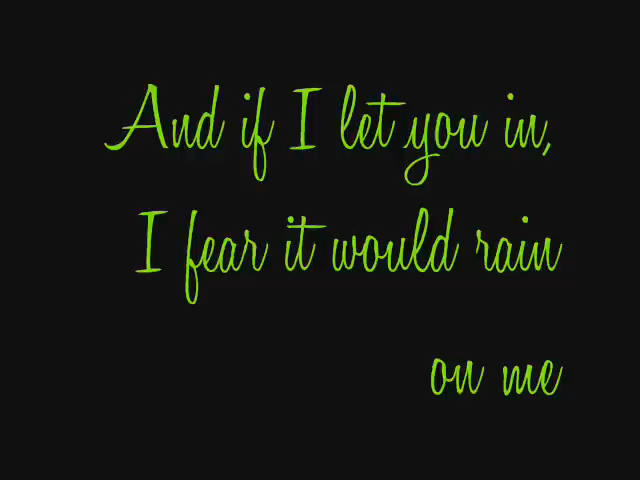 And if I let you in,
I fear it would rain
on me